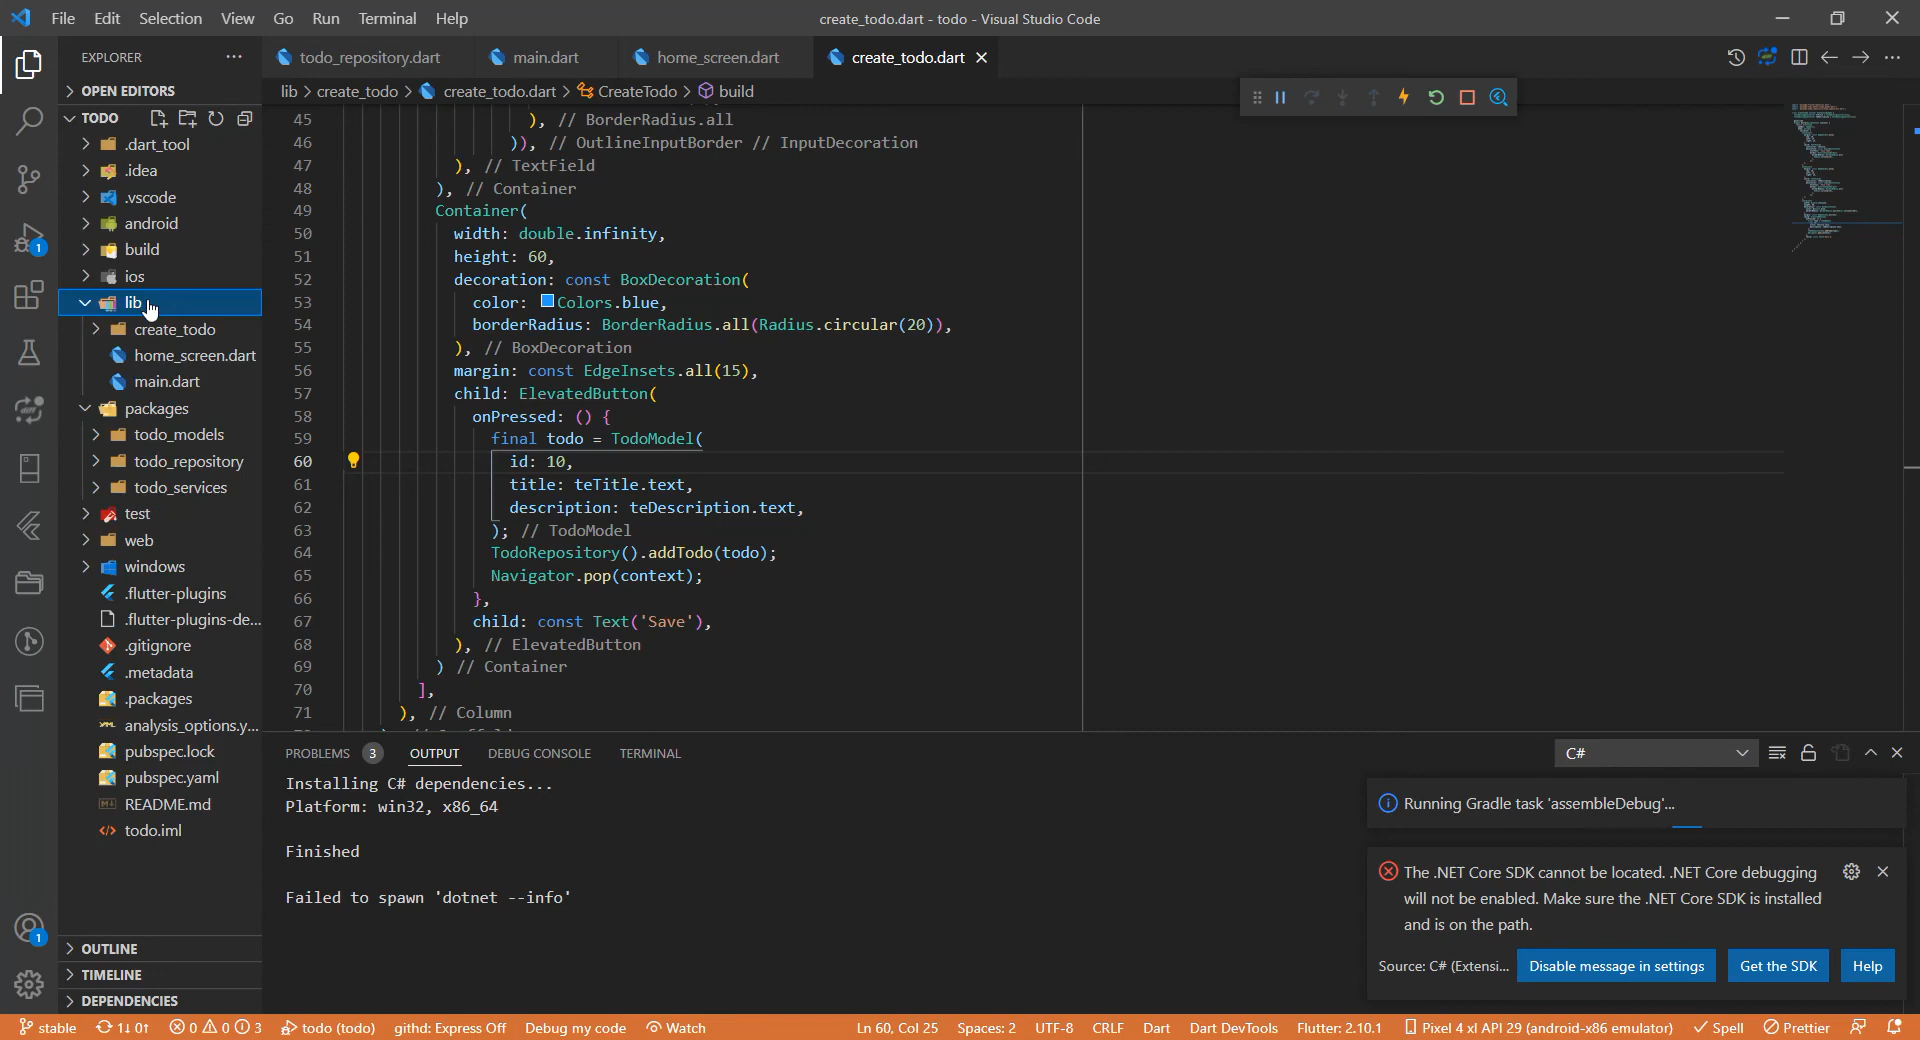 File Edit Selection View Go Run Terminal Help
create_todo.dart - todo - Visual Studio Code
EXPLORER
todo_repository.dart
main.dart
home_screen.dart
create_todo.dart
OPEN EDITORS
lib > create_todo > create_todo.dart > CreateTodo > build
TODO
.dart_tool
.idea
.vscode
android
build
ios
lib
create_todo
home_screen.dart
main.dart
packages
todo_models
todo_repository
todo_services
test
web
windows
.flutter-plugins
.flutter-plugins-de...
.gitignore
.metadata
.packages
analysis_options.y...
pubspec.lock
pubspec.yaml
README.md
todo.iml
OUTLINE
TIMELINE
DEPENDENCIES
1
1
45 ), // BorderRadius.all
46 )), // OutlineInputBorder // InputDecoration
47 ), // TextField
48 ), // Container
49 Container(
50 width: double.infinity,
51 height: 60,
52 decoration: const BoxDecoration(
53 color: Colors.blue,
54 borderRadius: BorderRadius.all(Radius.circular(20)),
55 ), // BoxDecoration
56 margin: const EdgeInsets.all(15),
57 child: ElevatedButton(
58 onPressed: () {
59 final todo = TodoModel(
60 id: 10,
61 title: teTitle.text,
62 description: teDescription.text,
63 ); // TodoModel
64 TodoRepository().addTodo(todo);
65 Navigator.pop(context);
66 },
67 child: const Text('Save'),
68 ), // ElevatedButton
69 ) // Container
70 ],
71 ), // Column
PROBLEMS 3 OUTPUT DEBUG CONSOLE TERMINAL
C#
Installing C# dependencies...
Platform: win32, x86_64
Finished
Failed to spawn 'dotnet --info'
Running Gradle task 'assembleDebug'...
The .NET Core SDK cannot be located. .NET Core debugging
will not be enabled. Make sure the .NET Core SDK is installed
and is on the path.
Source: C# (Extensi...
Disable message in settings
Get the SDK
Help
stable 1↓ 0↑ 0 0 3 todo (todo) githd: Express Off Debug my code Watch Ln 60, Col 25 Spaces: 2 UTF-8 CRLF Dart Dart DevTools Flutter: 2.10.1 Pixel 4 xl API 29 (android-x86 emulator) Spell Prettier